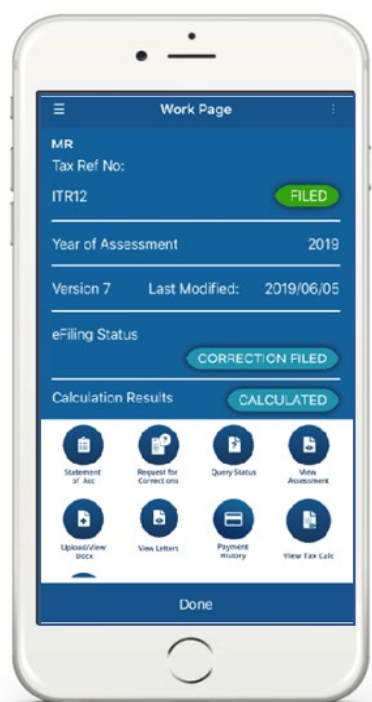 Work Page
MR
Tax Ref No:
ITR12 FILED
Year of Assessment 2019
Version 7 Last Modified: 2019/06/05
eFiling Status
CORRECTION FILED
Calculation Results CALCULATED
Statement of Acc
Request for Corrections
Query Status
View Assessment
Upload/View Docx
View Letters
Payment History
View Tax Calc
Done